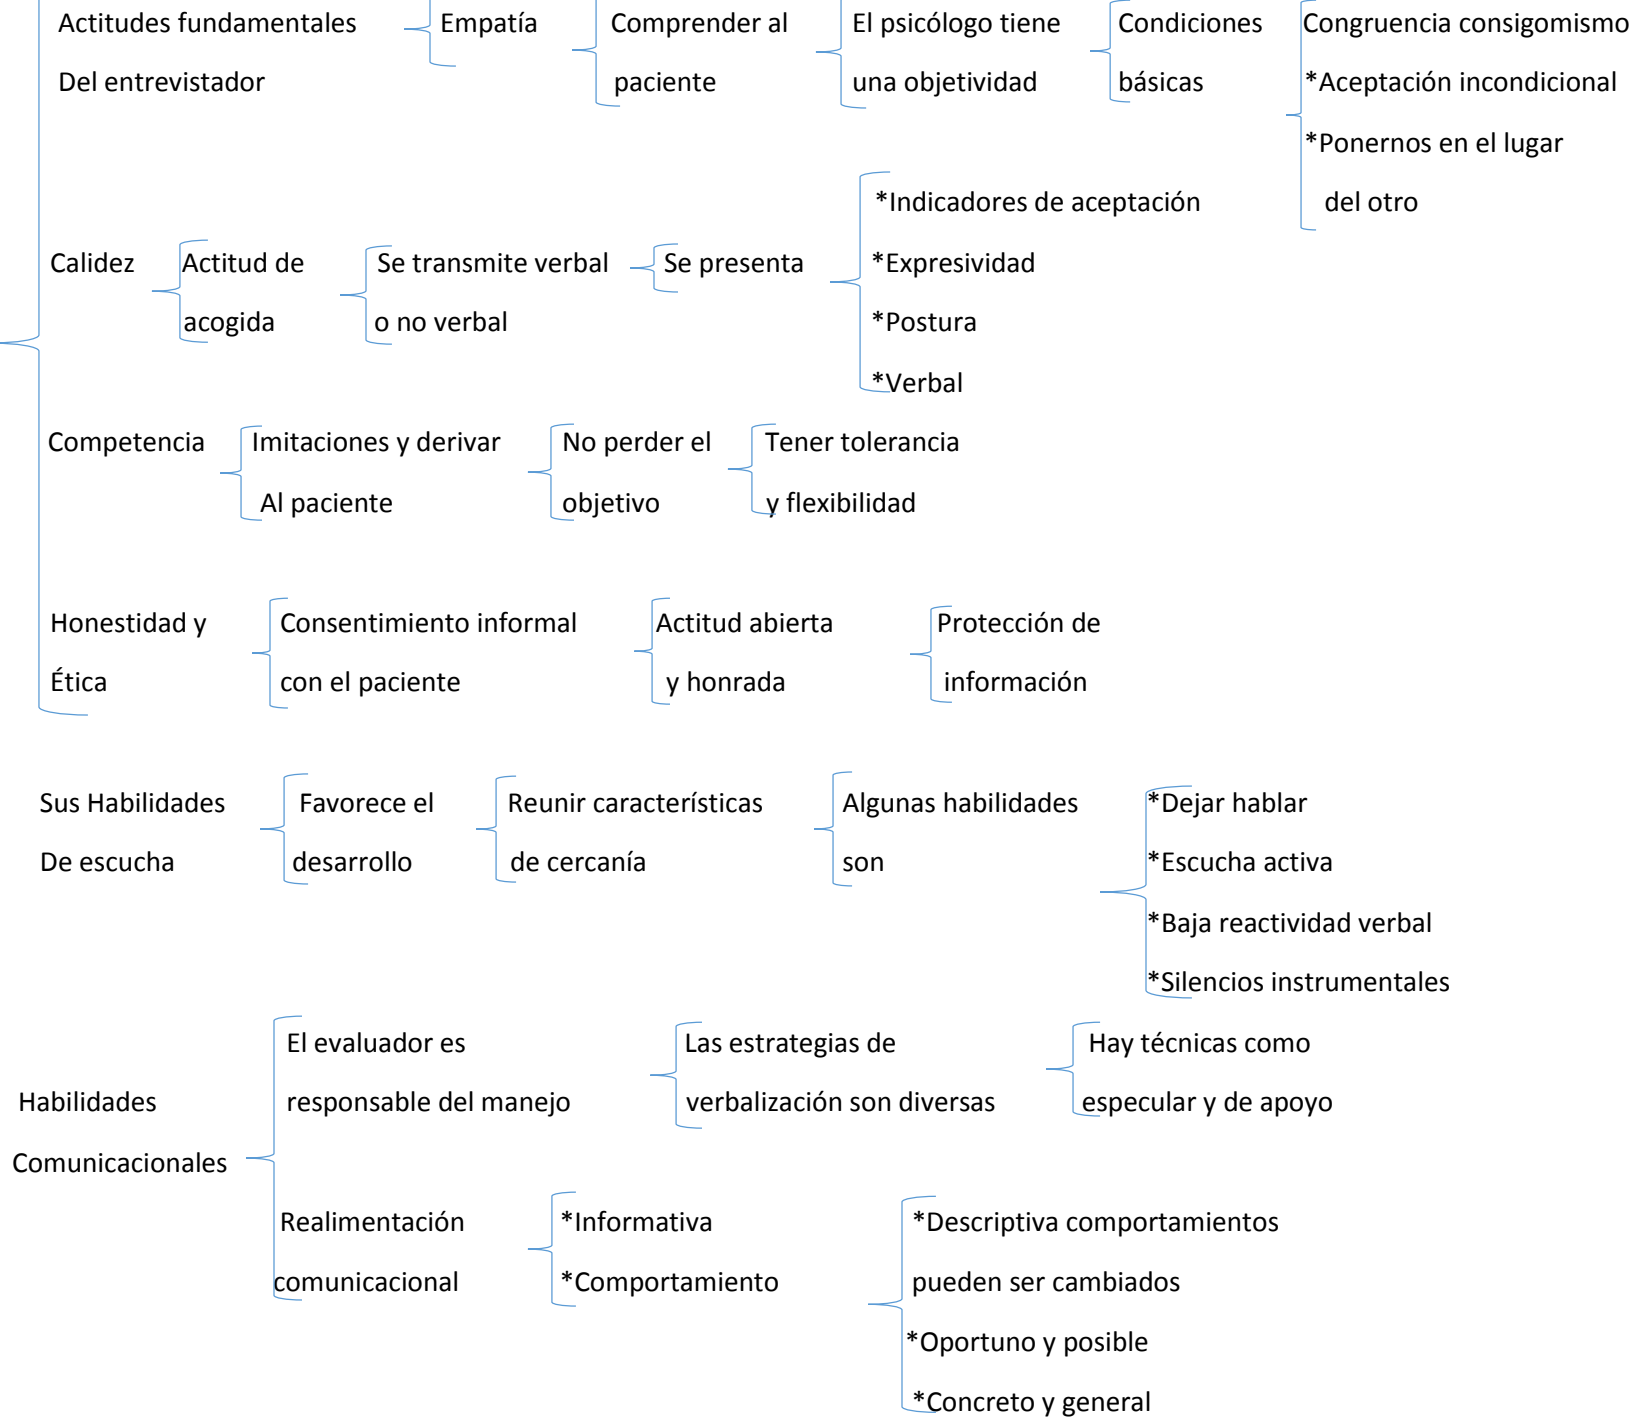 Actitudes fundamentales Empatía Comprender al El psicólogo tiene Condiciones Congruencia consigomismo
Del entrevistador paciente una objetividad básicas *Aceptación incondicional
*Ponernos en el lugar
*Indicadores de aceptación del otro
Calidez Actitud de Se transmite verbal Se presenta *Expresividad
acogida o no verbal *Postura
*Verbal
Competencia Imitaciones y derivar No perder el Tener tolerancia
Al paciente objetivo y flexibilidad
Honestidad y Consentimiento informal Actitud abierta Protección de
Ética con el paciente y honrada información
Sus Habilidades Favorece el Reunir características Algunas habilidades *Dejar hablar
De escucha desarrollo de cercanía son *Escucha activa
*Baja reactividad verbal
*Silencios instrumentales
El evaluador es Las estrategias de Hay técnicas como
Habilidades responsable del manejo verbalización son diversas especular y de apoyo
Comunicacionales
Realimentación *Informativa *Descriptiva comportamientos
comunicacional *Comportamiento pueden ser cambiados
*Oportuno y posible
*Concreto y general